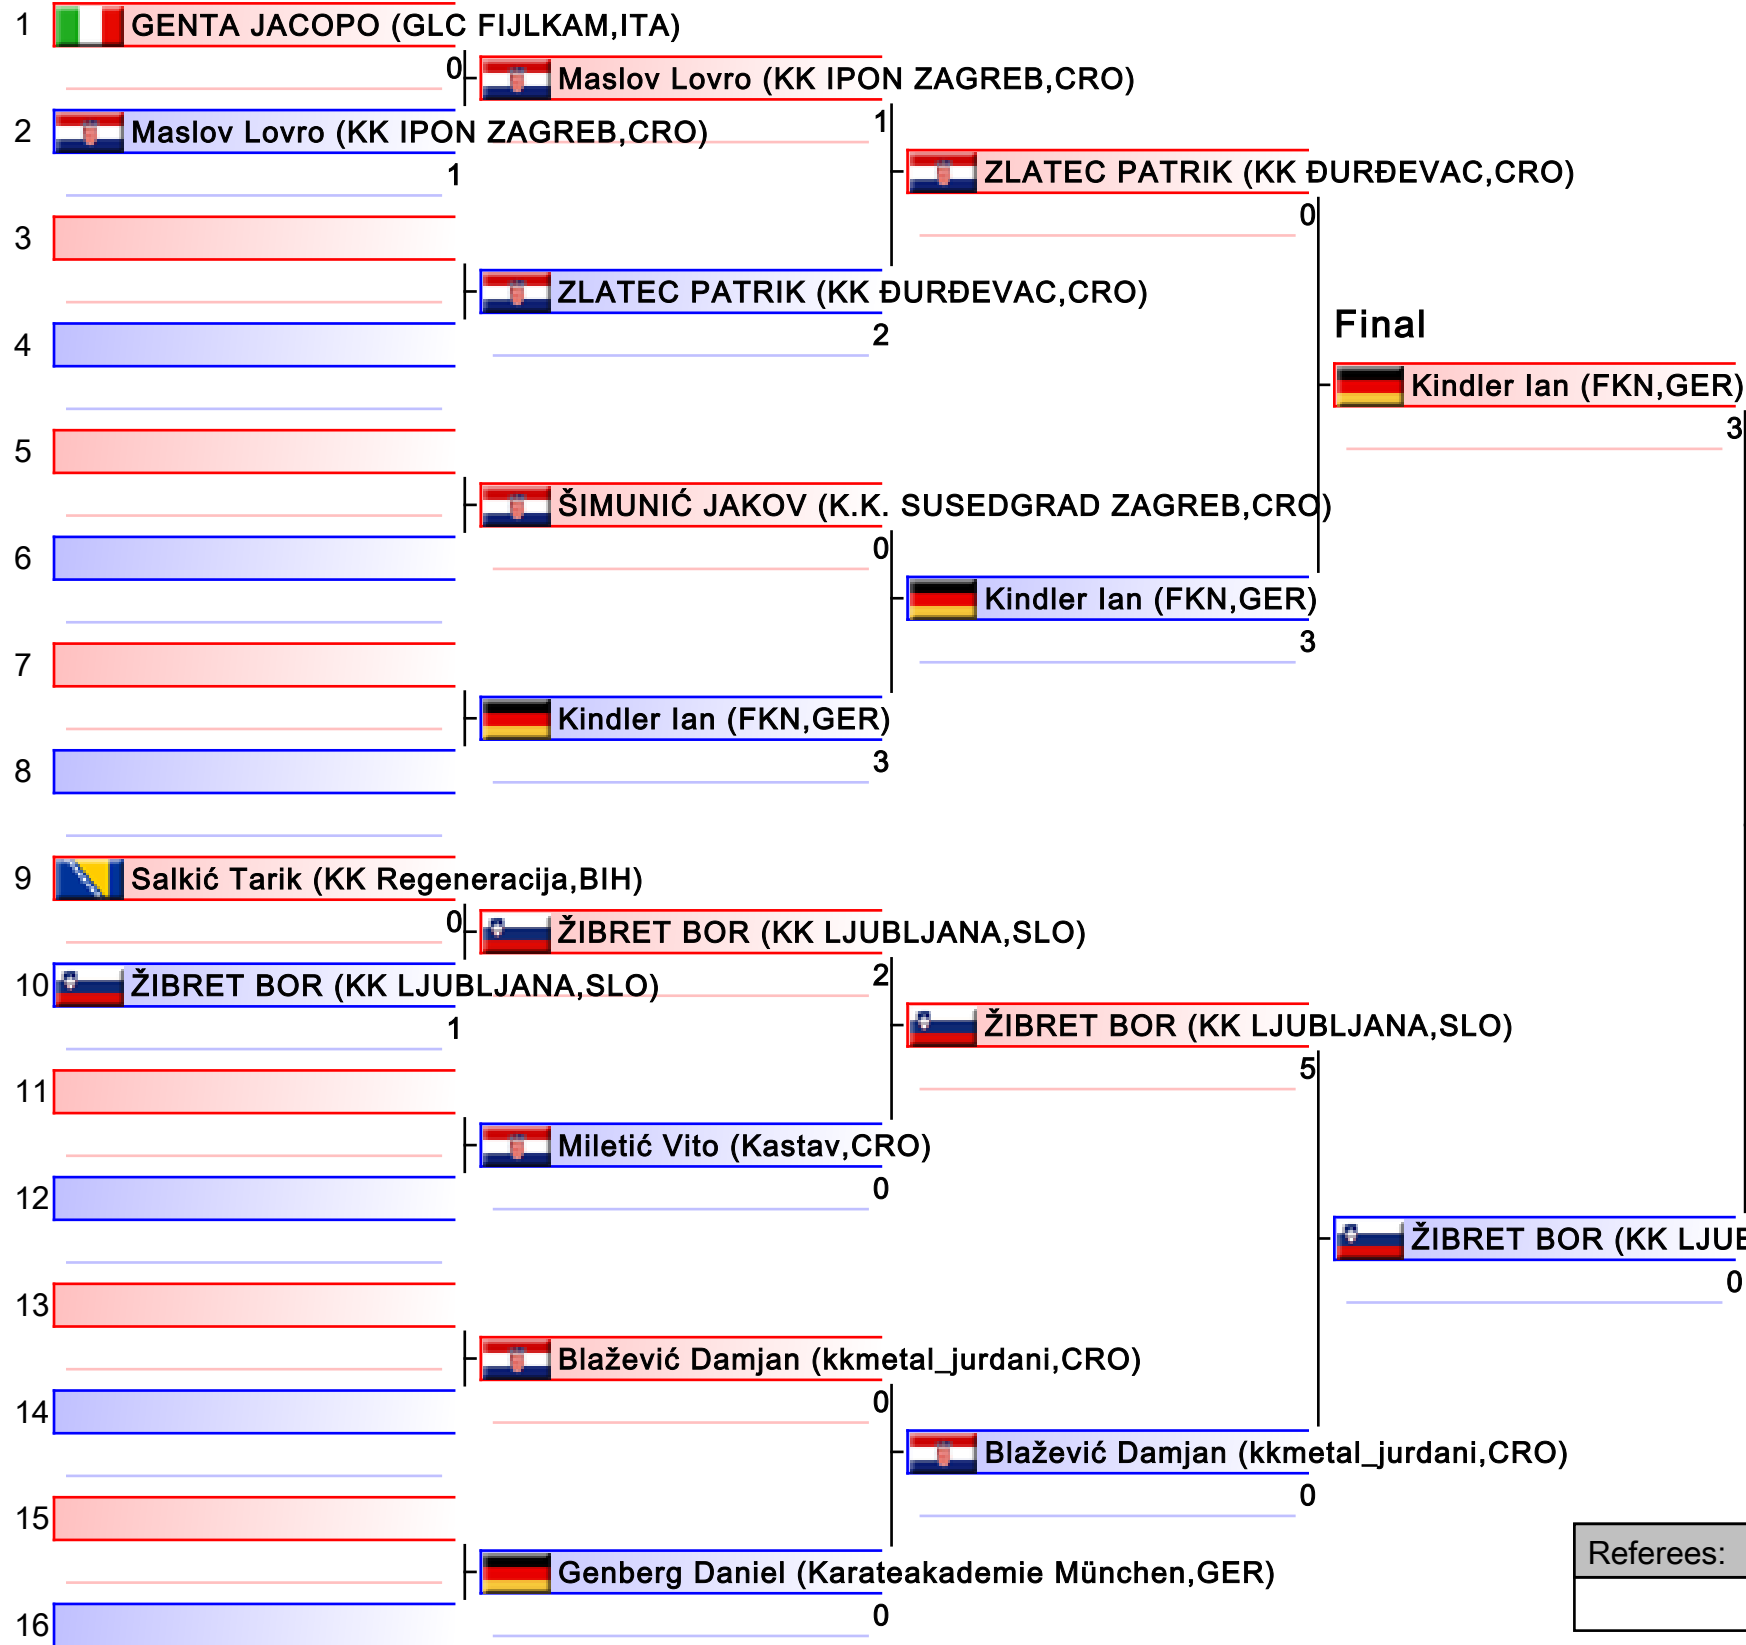 1 GENTA JACOPO (GLC FIJLKAM,ITA)
0 Maslov Lovro (KK IPON ZAGREB,CRO)
1
2 Maslov Lovro (KK IPON ZAGREB,CRO)
1
ZLATEC PATRIK (KK ĐURĐEVAC,CRO)
0
3
ZLATEC PATRIK (KK ĐURĐEVAC,CRO)
2
4
Final
Kindler Ian (FKN,GER)
3
5
ŠIMUNIĆ JAKOV (K.K. SUSEDGRAD ZAGREB,CRO)
0
6
Kindler Ian (FKN,GER)
3
7
Kindler Ian (FKN,GER)
3
8
9 Salkić Tarik (KK Regeneracija,BIH)
0 ŽIBRET BOR (KK LJUBLJANA,SLO)
2
10 ŽIBRET BOR (KK LJUBLJANA,SLO)
1
ŽIBRET BOR (KK LJUBLJANA,SLO)
5
11
Miletić Vito (Kastav,CRO)
0
12
ŽIBRET BOR (KK LJUB
0
13
Blažević Damjan (kkmetal_jurdani,CRO)
0
14
Blažević Damjan (kkmetal_jurdani,CRO)
0
15
Genberg Daniel (Karateakademie München,GER)
0
16
Referees: